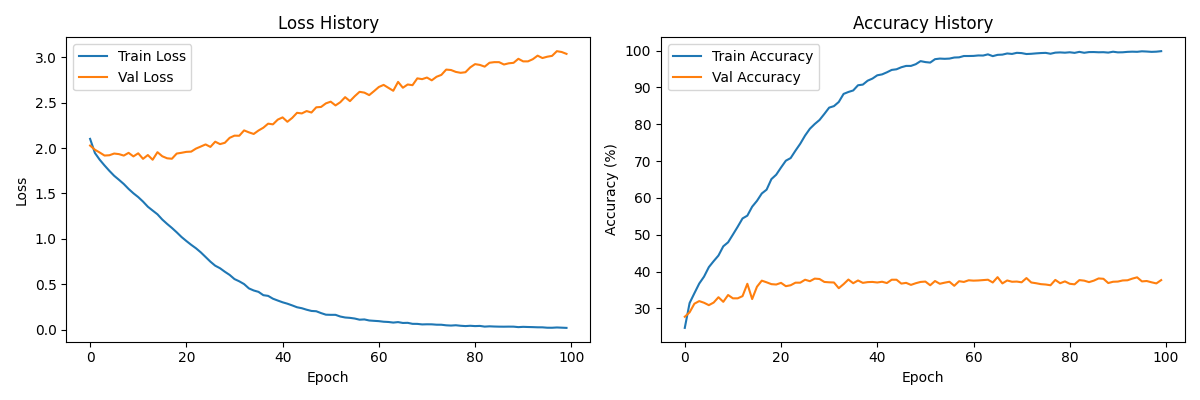 Loss History
Train Loss
Val Loss
3.0
2.5
2.0
1.5
1.0
0.5
0.0
Loss
0 20 40 60 80 100
Epoch
Accuracy History
Train Accuracy
Val Accuracy
100
90
80
70
60
50
40
30
Accuracy (%)
0 20 40 60 80 100
Epoch